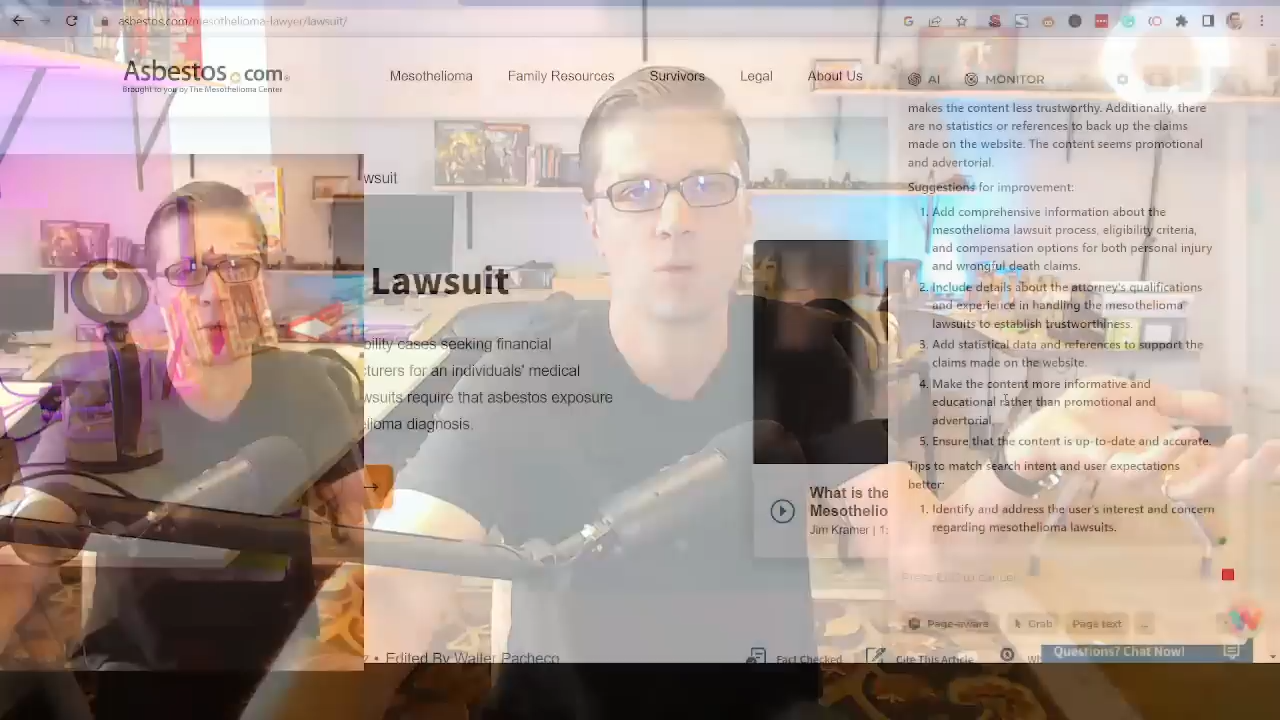 asbestos.com/mesothelioma-lawyer/lawsuit/
Asbestos.com
Brought to you by The Mesothelioma Center
Mesothelioma
Family Resources
Survivors
Legal
About Us
AI
MONITOR
makes the content less trustworthy. Additionally, there
are no statistics or references to back up the claims
made on the website. The content seems promotional
and advertorial.
Suggestions for improvement:
1. Add comprehensive information about the
mesothelioma lawsuit process, eligibility criteria,
and compensation options for both personal injury
and wrongful death claims.
2. Include details about the attorney's qualifications
and experience in handling the mesothelioma
lawsuits to establish trustworthiness.
3. Add statistical data and references to support the
claims made on the website.
4. Make the content more informative and
educational rather than promotional and
advertorial.
5. Ensure that the content is up-to-date and accurate.
Tips to match search intent and user expectations
better:
1. Identify and address the user's interest and concern
regarding mesothelioma lawsuits.
wsuit
Lawsuit
bility cases seeking financial
cturers for an individuals' medical
wsuits require that asbestos exposure
elioma diagnosis.
What is the
Mesothelio
Jim Kramer | 1:
Press ESC to cancel
Page-aware
Grab
Page text
...
Questions? Chat Now!
• Edited By Walter Pacheco
Fact Checked
Cite This Article
Wh